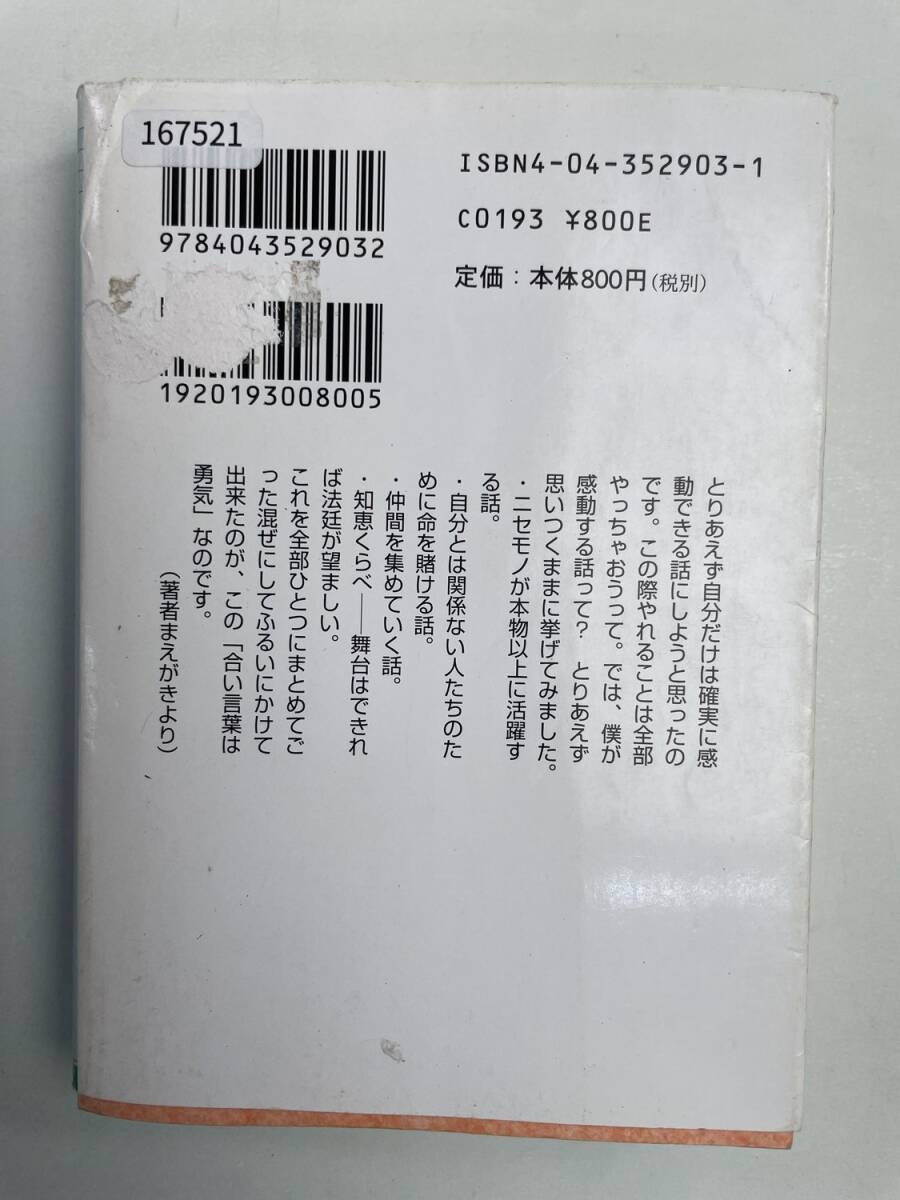 167521
ISBN4-04-352903-1
C0193 ¥800E
9784043529032
定価：本体800円(税別)
1920193008005
とりあえず自分だけは確実に感
動できる話にしようと思ったの
です。この際やれることは全部
やっちゃおうって。では、僕が
感動する話って？　とりあえず
思いつくままに挙げてみました。
・ニセモノが本物以上に活躍す
る話。
・自分とは関係ない人たちのた
めに命を賭ける話。
・仲間を集めていく話。
・知恵くらべ──舞台はできれ
ば法廷が望ましい。
これを全部ひとつにまとめてご
った混ぜにしてふるいにかけて
出来たのが、この「合い言葉は
勇気」なのです。
（著者まえがきより）